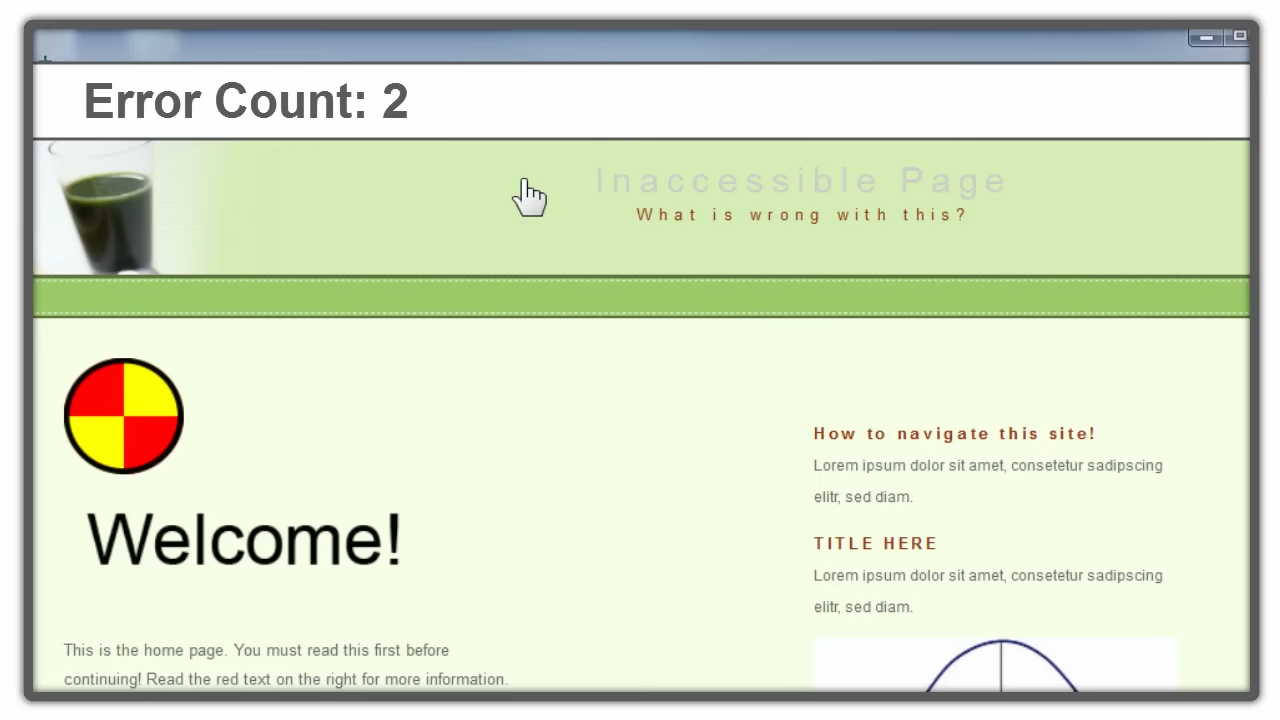 Error Count: 2
Inaccessible Page
What is wrong with this?
Welcome!
This is the home page. You must read this first before
continuing! Read the red text on the right for more information.
How to navigate this site!
Lorem ipsum dolor sit amet, consetetur sadipscing
elitr, sed diam.
TITLE HERE
Lorem ipsum dolor sit amet, consetetur sadipscing
elitr, sed diam.